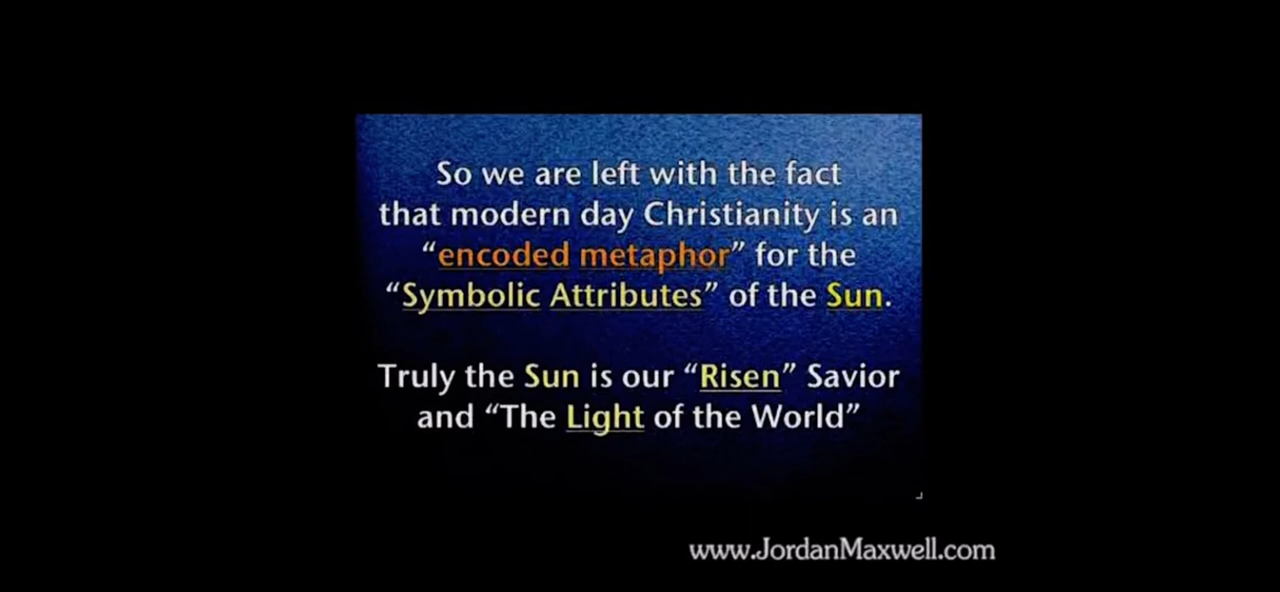 So we are left with the fact
that modern day Christianity is an
“encoded metaphor” for the
“Symbolic Attributes” of the Sun.
Truly the Sun is our “Risen” Savior
and “The Light of the World”
www.JordanMaxwell.com